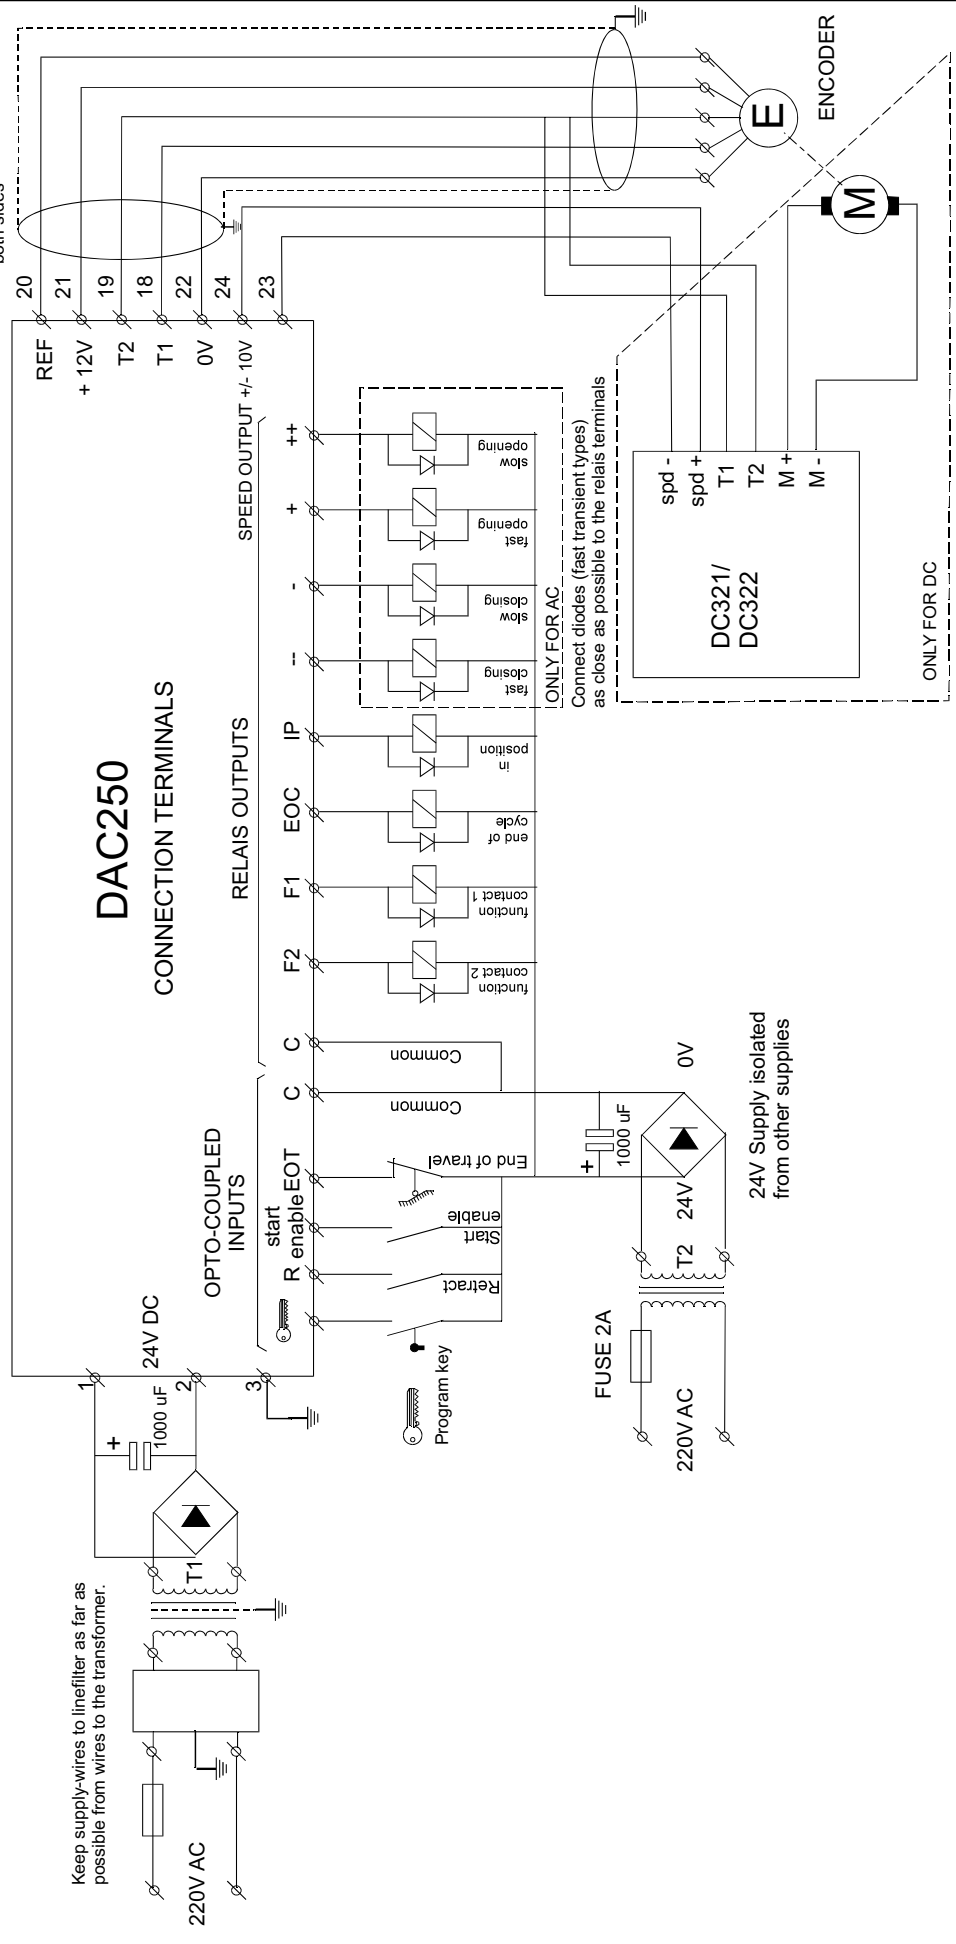 both sides
20
21
19
18
22
24
23
REF
+ 12V
T2
T1
0V
SPEED OUTPUT +/- 10V
DAC250
CONNECTION TERMINALS
RELAIS OUTPUTS
++
+
-
--
IP
EOC
F1
F2
C
C
EOT
start
enable
R
OPTO-COUPLED
INPUTS
24V DC
1
2
3
slow
opening
fast
opening
slow
closing
fast
closing
in
position
end of
cycle
function
contact 1
function
contact 2
Common
Common
End of travel
Start
enable
Retract
Program key
ONLY FOR AC
Connect diodes (fast transient types)
as close as possible to the relais terminals
E
ENCODER
M
spd -
spd +
T1
T2
M +
M -
DC321/
DC322
ONLY FOR DC
+
1000 uF
0V
24V
T2
24V Supply isolated
from other supplies
FUSE 2A
220V AC
+
1000 uF
T1
Keep supply-wires to linefilter as far as
possible from wires to the transformer.
220V AC